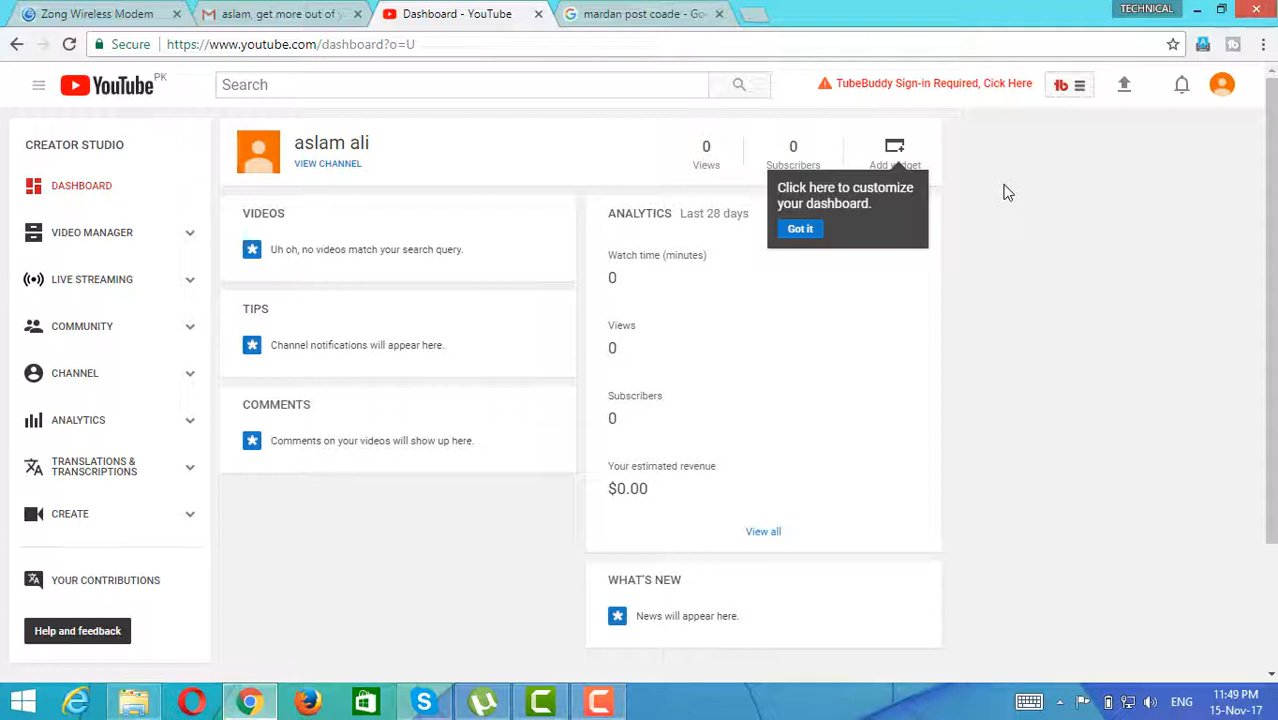 Zong Wireless Modem
aslam, get more out of y
Dashboard - YouTube
mardan post coade - Goo
TECHNICAL
Secure
https://www.youtube.com/dashboard?o=U
YouTube PK
Search
TubeBuddy Sign-in Required, Cick Here
tb
CREATOR STUDIO
DASHBOARD
VIDEO MANAGER
LIVE STREAMING
COMMUNITY
CHANNEL
ANALYTICS
TRANSLATIONS &
TRANSCRIPTIONS
CREATE
YOUR CONTRIBUTIONS
Help and feedback
aslam ali
VIEW CHANNEL
0
Views
0
Subscribers
Add widget
Click here to customize
your dashboard.
Got it
VIDEOS
Uh oh, no videos match your search query.
TIPS
Channel notifications will appear here.
COMMENTS
Comments on your videos will show up here.
ANALYTICS Last 28 days
Watch time (minutes)
0
Views
0
Subscribers
0
Your estimated revenue
$0.00
View all
WHAT'S NEW
News will appear here.
ENG
11:49 PM
15-Nov-17